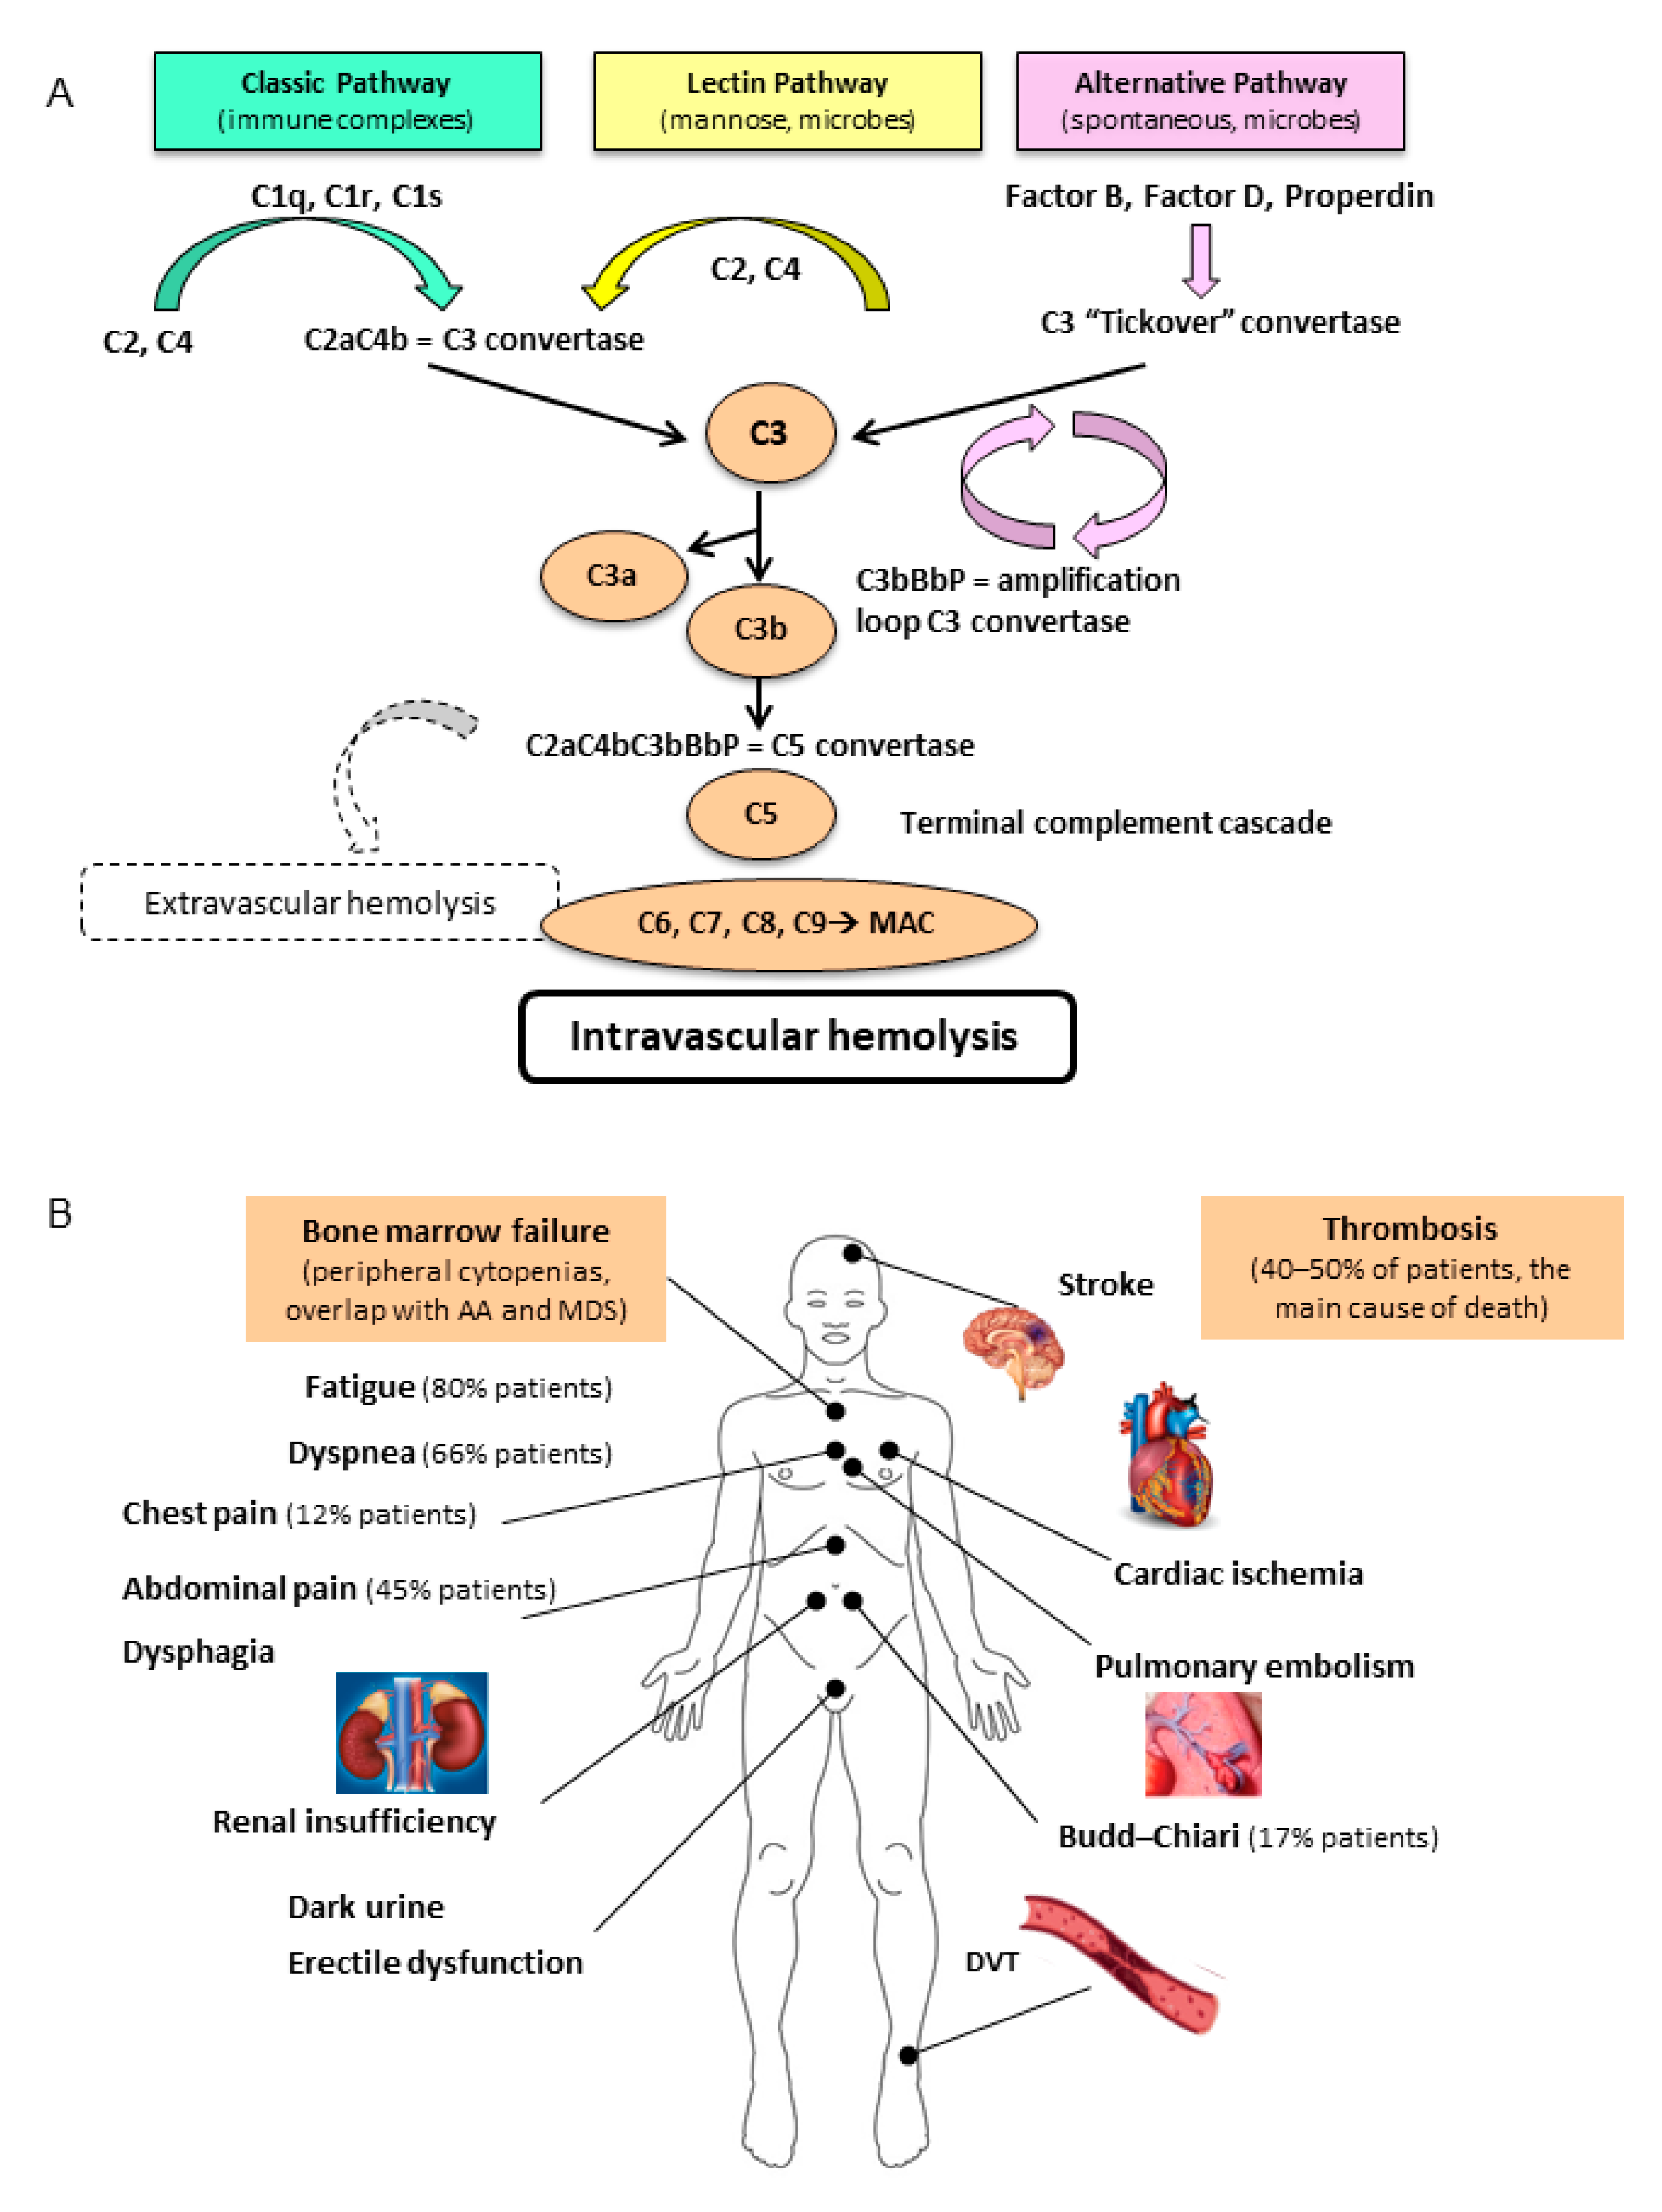 A
Classic Pathway
(immune complexes)
Lectin Pathway
(mannose, microbes)
Alternative Pathway
(spontaneous, microbes)
C1q, C1r, C1s
Factor B, Factor D, Properdin
C2, C4
C2, C4
C2aC4b = C3 convertase
C3 “Tickover” convertase
C3
C3a
C3b
C3bBbP = amplification
loop C3 convertase
C2aC4bC3bBbP = C5 convertase
C5
Terminal complement cascade
Extravascular hemolysis
C6, C7, C8, C9→ MAC
Intravascular hemolysis
B
Bone marrow failure
(peripheral cytopenias,
overlap with AA and MDS)
Thrombosis
(40–50% of patients, the
main cause of death)
Stroke
Fatigue (80% patients)
Dyspnea (66% patients)
Chest pain (12% patients)
Cardiac ischemia
Abdominal pain (45% patients)
Dysphagia
Pulmonary embolism
Renal insufficiency
Budd–Chiari (17% patients)
Dark urine
Erectile dysfunction
DVT